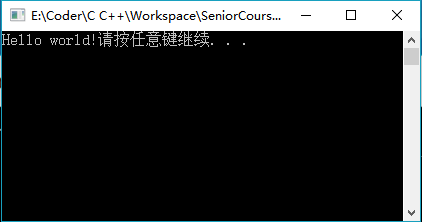 E:\Coder\C C++\Workspace\SeniorCours...
Hello world!请按任意键继续. . .